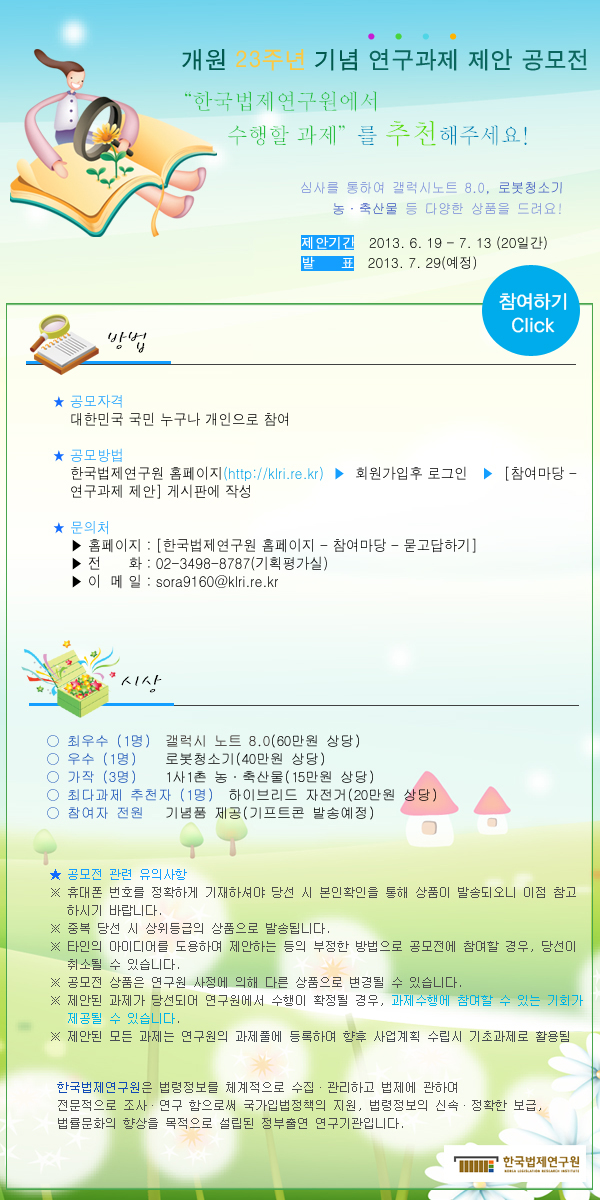 개원 23주년 기념 연구과제 제안 공모전
“한국법제연구원에서
수행할 과제” 를 추천해주세요!
심사를 통하여 갤럭시노트 8.0, 로봇청소기
농·축산물 등 다양한 상품을 드려요!
제안기간 2013. 6. 19 - 7. 13 (20일간)
발 표 2013. 7. 29(예정)
참여하기
Click
방법
★ 공모자격
대한민국 국민 누구나 개인으로 참여
★ 공모방법
한국법제연구원 홈페이지(http://klri.re.kr) ▶ 회원가입후 로그인 ▶ [참여마당 -
연구과제 제안] 게시판에 작성
★ 문의처
▶ 홈페이지 : [한국법제연구원 홈페이지 - 참여마당 - 묻고답하기]
▶ 전 화 : 02-3498-8787(기획평가실)
▶ 이 메 일 : sora9160@klri.re.kr
시상
○ 최우수 (1명) 갤럭시 노트 8.0(60만원 상당)
○ 우수 (1명) 로봇청소기(40만원 상당)
○ 가작 (3명) 1사1촌 농·축산물(15만원 상당)
○ 최다과제 추천자 (1명) 하이브리드 자전거(20만원 상당)
○ 참여자 전원 기념품 제공(기프트콘 발송예정)
★ 공모전 관련 유의사항
※ 휴대폰 번호를 정확하게 기재하셔야 당선 시 본인확인을 통해 상품이 발송되오니 이점 참고
하시기 바랍니다.
※ 중복 당선 시 상위등급의 상품으로 발송됩니다.
※ 타인의 아이디어를 도용하여 제안하는 등의 부정한 방법으로 공모전에 참여할 경우, 당선이
취소될 수 있습니다.
※ 공모전 상품은 연구원 사정에 의해 다른 상품으로 변경될 수 있습니다.
※ 제안된 과제가 당선되어 연구원에서 수행이 확정될 경우, 과제수행에 참여할 수 있는 기회가
제공될 수 있습니다.
※ 제안된 모든 과제는 연구원의 과제풀에 등록하여 향후 사업계획 수립시 기초과제로 활용됨
한국법제연구원은 법령정보를 체계적으로 수집·관리하고 법제에 관하여
전문적으로 조사·연구 함으로써 국가입법정책의 지원, 법령정보의 신속·정확한 보급,
법률문화의 향상을 목적으로 설립된 정부출연 연구기관입니다.
한국법제연구원
KOREA LEGISLATION RESEARCH INSTITUTE